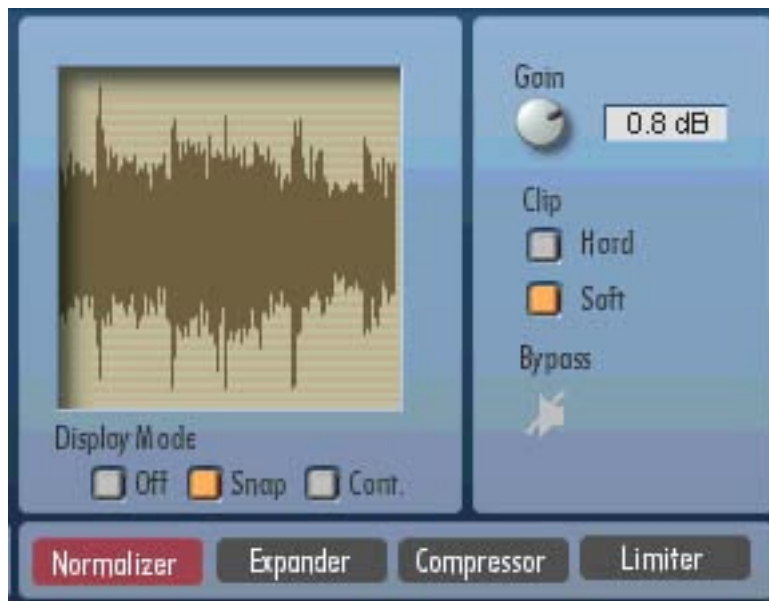 Gain
0.8 dB
Clip
Hard
Soft
Bypass
Display Mode
Off Snap Cont.
Normalizer Expander Compressor Limiter